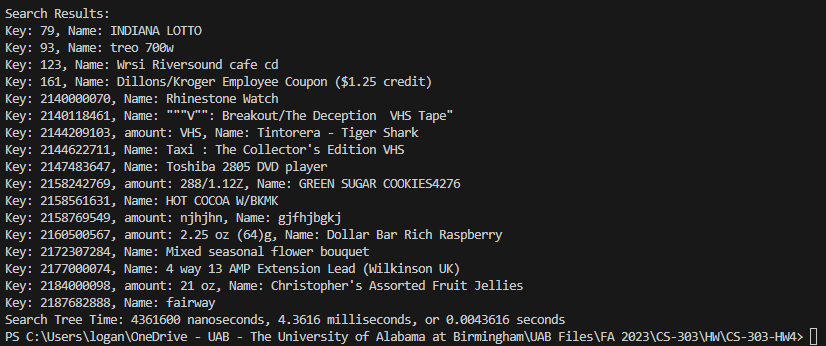 Search Results:
Key: 79, Name: INDIANA LOTTO
Key: 93, Name: treo 700w
Key: 123, Name: Wrsi Riversound cafe cd
Key: 161, Name: Dillons/Kroger Employee Coupon ($1.25 credit)
Key: 2140000070, Name: Rhinestone Watch
Key: 2140118461, Name: """V"": Breakout/The Deception  VHS Tape"
Key: 2144209103, amount: VHS, Name: Tintorera - Tiger Shark
Key: 2144622711, Name: Taxi : The Collector's Edition VHS
Key: 2147483647, Name: Toshiba 2805 DVD player
Key: 2158242769, amount: 288/1.12Z, Name: GREEN SUGAR COOKIES4276
Key: 2158561631, Name: HOT COCOA W/BKMK
Key: 2158769549, amount: njhjhn, Name: gjfhjbgkj
Key: 2160500567, amount: 2.25 oz (64)g, Name: Dollar Bar Rich Raspberry
Key: 2172307284, Name: Mixed seasonal flower bouquet
Key: 2177000074, Name: 4 way 13 AMP Extension Lead (Wilkinson UK)
Key: 2184000098, amount: 21 oz, Name: Christopher's Assorted Fruit Jellies
Key: 2187682888, Name: fairway
Search Tree Time: 4361600 nanoseconds, 4.3616 milliseconds, or 0.0043616 seconds
PS C:\Users\logan\OneDrive - UAB - The University of Alabama at Birmingham\UAB Files\FA 2023\CS-303\HW\CS-303-HW4>